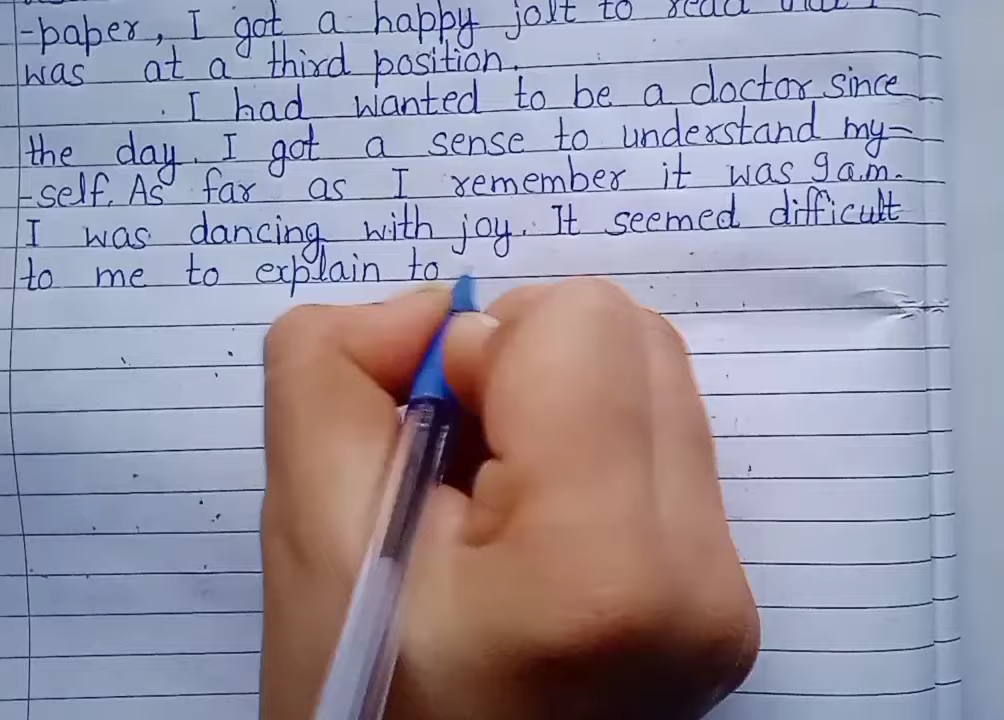 -paper, I got a happy jolt to read that I
was at a third position.
I had wanted to be a doctor since
the day. I got a sense to understand my-
-self. As far as I remember it was 9 a.m.
I was dancing with joy. It seemed difficult
to me to explain to